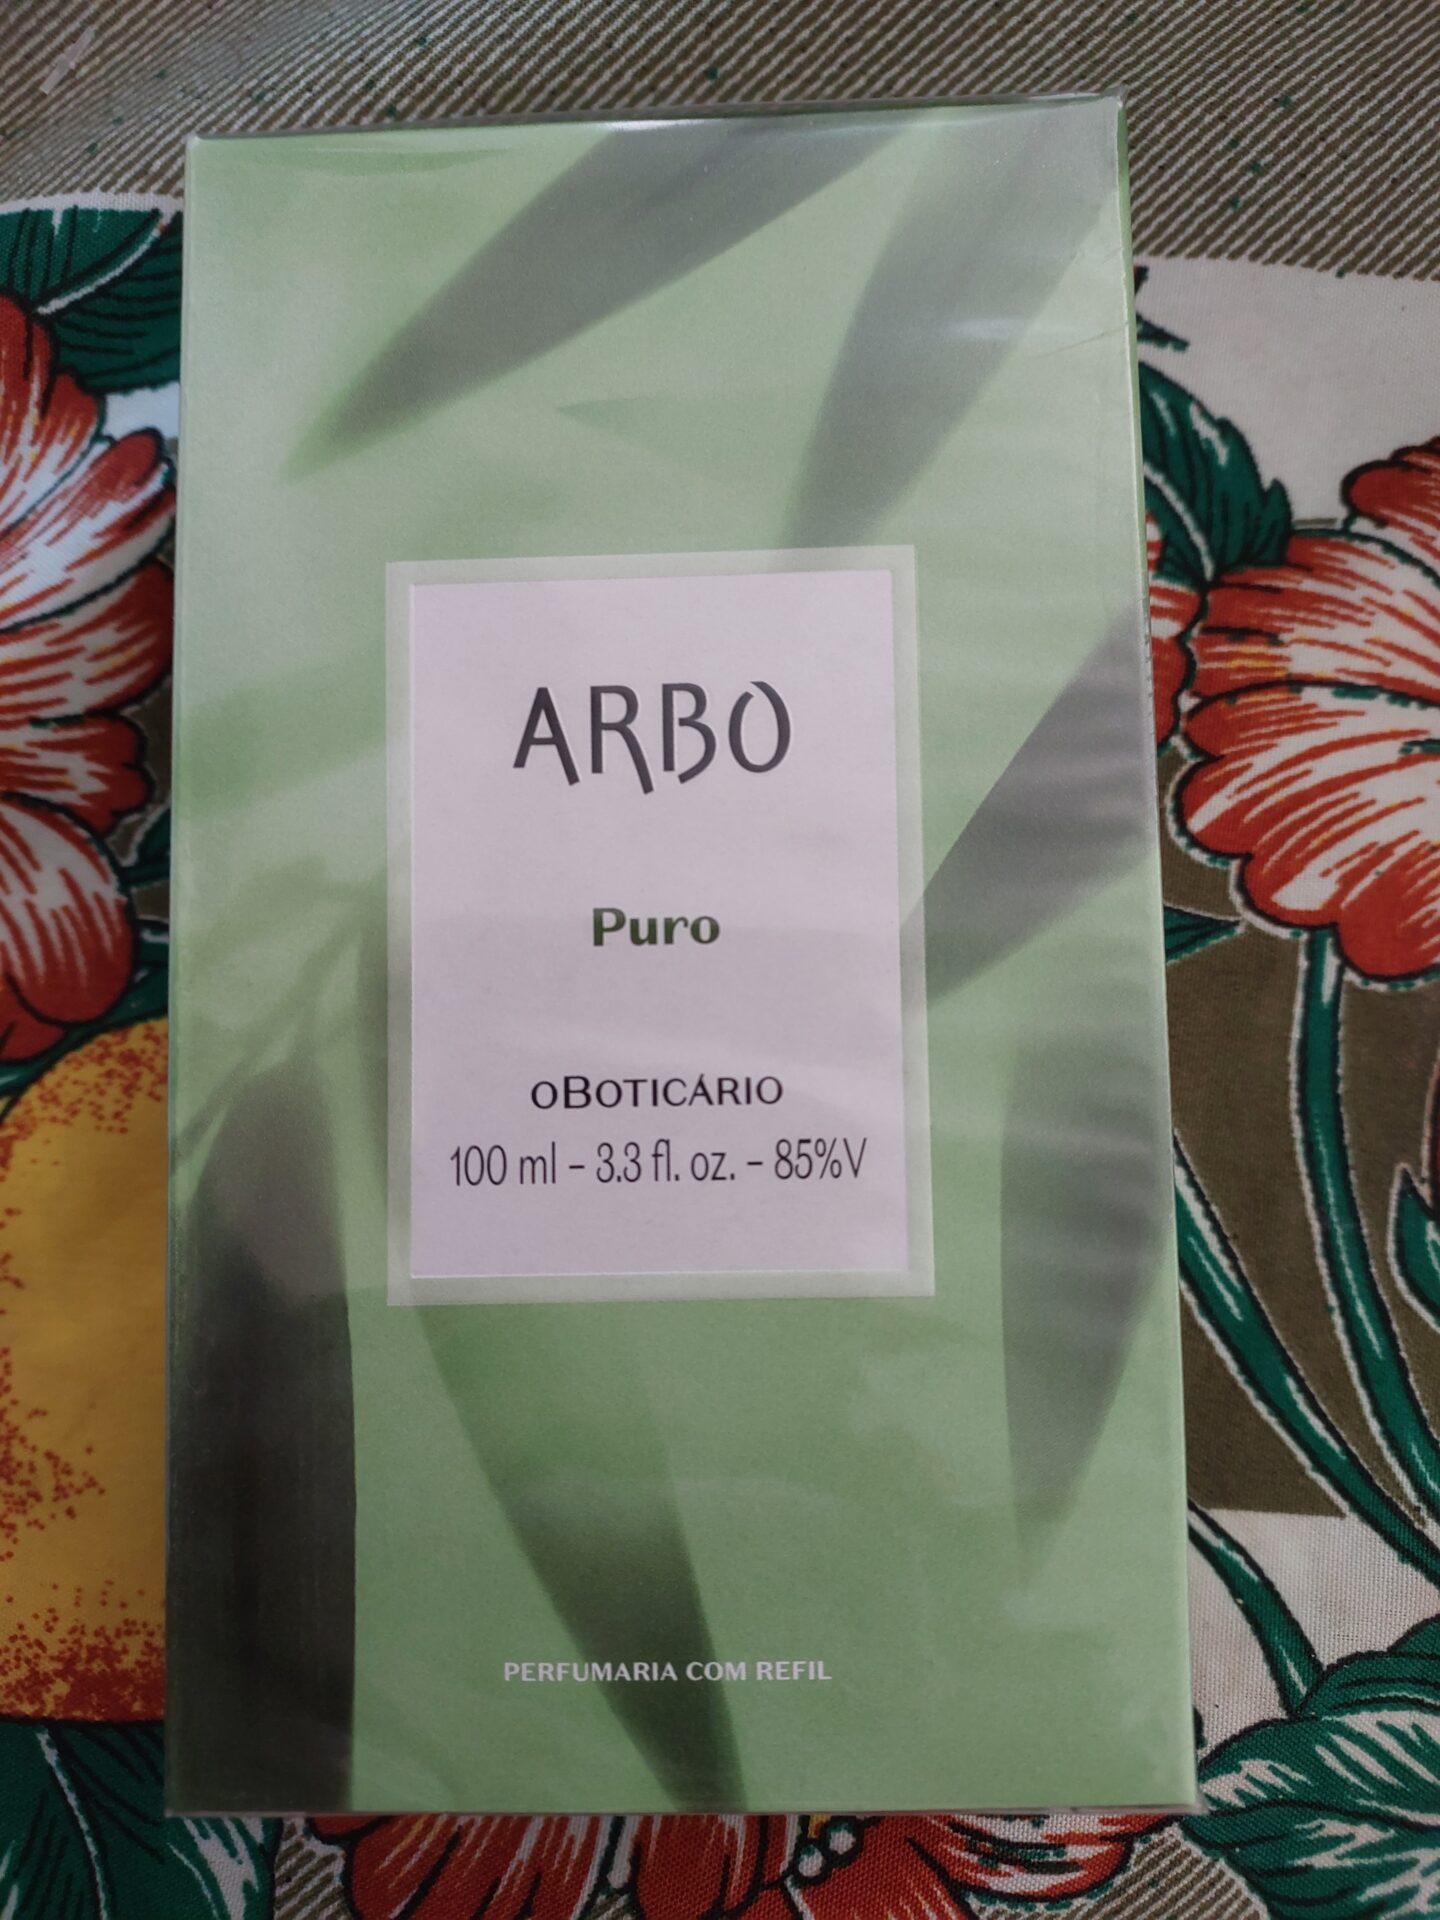 ARBO
Puro
oBOTICÁRIO
100 ml - 3.3 fl. oz. - 85%V
PERFUMARIA COM REFIL